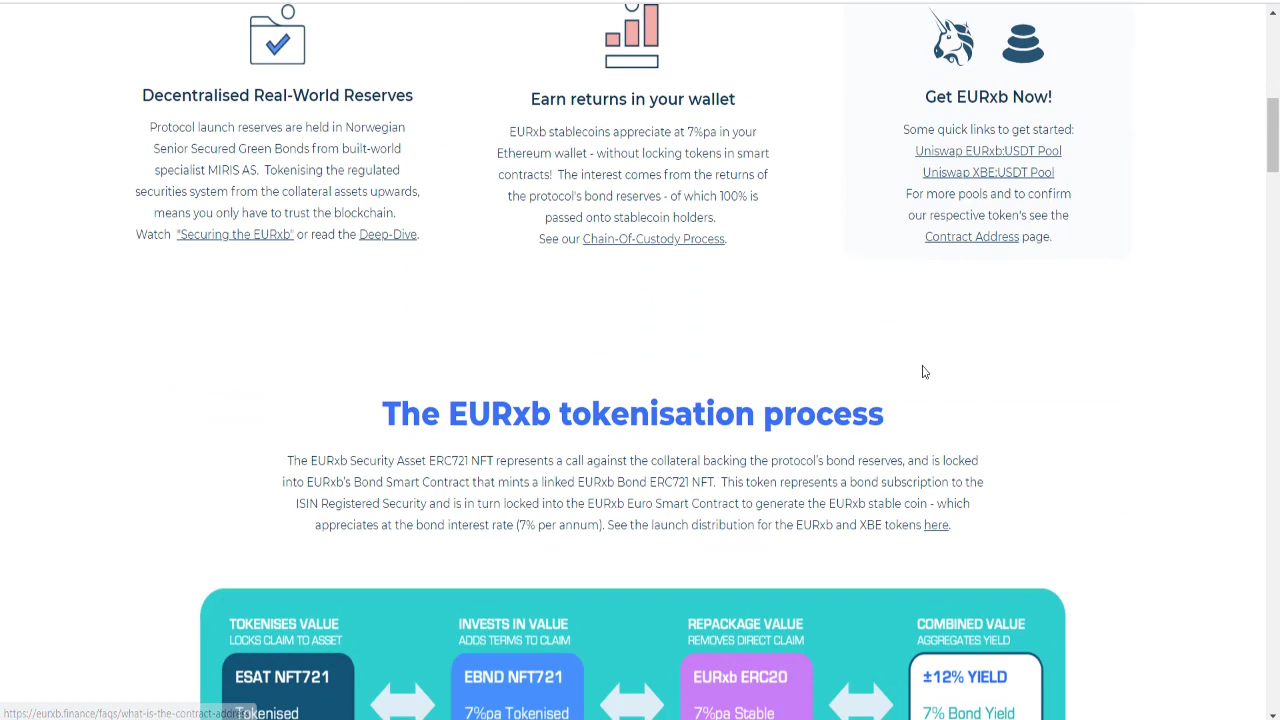 Decentralised Real-World Reserves
Protocol launch reserves are held in Norwegian
Senior Secured Green Bonds from built-world
specialist MIRIS AS. Tokenising the regulated
securities system from the collateral assets upwards,
means you only have to trust the blockchain.
Watch "Securing the EURxb" or read the Deep-Dive.
Earn returns in your wallet
EURxb stablecoins appreciate at 7%pa in your
Ethereum wallet - without locking tokens in smart
contracts! The interest comes from the returns of
the protocol's bond reserves - of which 100% is
passed onto stablecoin holders.
See our Chain-Of-Custody Process.
Get EURxb Now!
Some quick links to get started:
Uniswap EURxb:USDT Pool
Uniswap XBE:USDT Pool
For more pools and to confirm
our respective token's see the
Contract Address page.
The EURxb tokenisation process
The EURxb Security Asset ERC721 NFT represents a call against the collateral backing the protocol's bond reserves, and is locked
into EURxb's Bond Smart Contract that mints a linked EURxb Bond ERC721 NFT. This token represents a bond subscription to the
ISIN Registered Security and is in turn locked into the EURxb Euro Smart Contract to generate the EURxb stable coin - which
appreciates at the bond interest rate (7% per annum). See the launch distribution for the EURxb and XBE tokens here.
TOKENISES VALUE
LOCKS CLAIM TO ASSET
ESAT NFT721
Tokenised
INVESTS IN VALUE
ADDS TERMS TO CLAIM
EBND NFT721
7%pa Tokenised
REPACKAGE VALUE
REMOVES DIRECT CLAIM
EURxb ERC20
7%pa Stable
COMBINED VALUE
AGGREGATES YIELD
±12% YIELD
7% Bond Yield